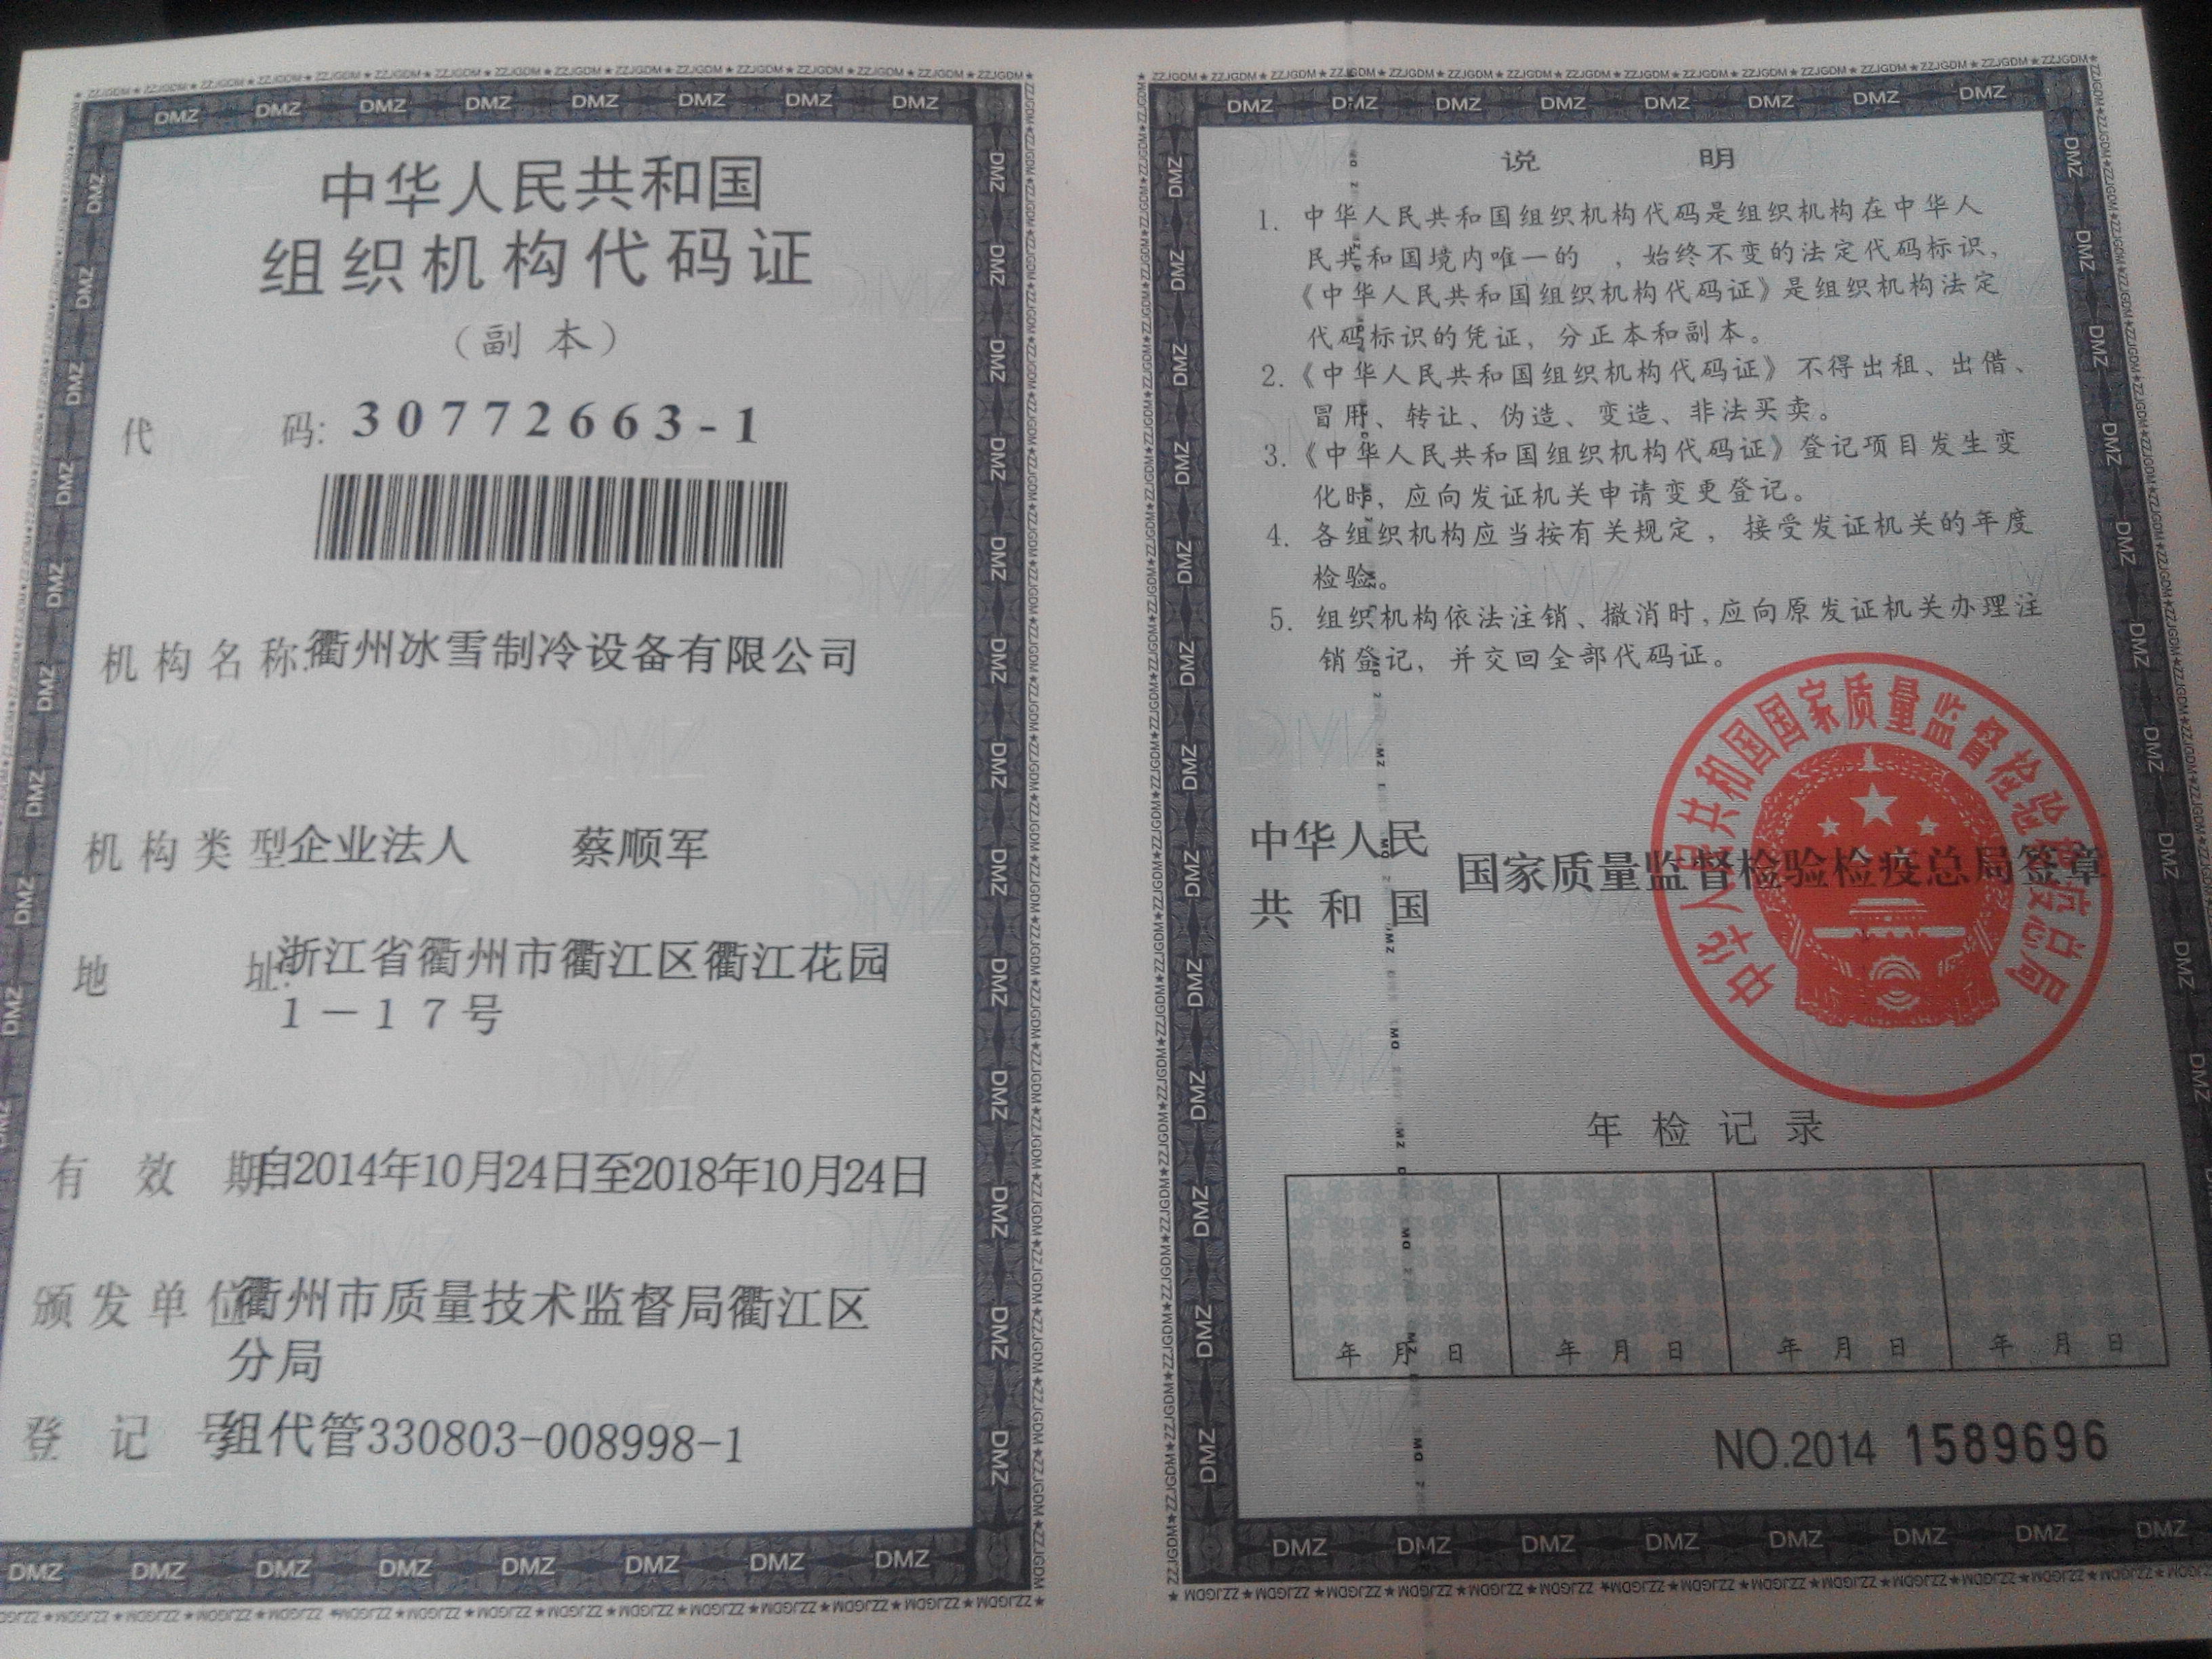 中华人民共和国
组织机构代码证
（副 本）
代 码: 30772663-1
机构名称:衢州冰雪制冷设备有限公司
机构类型 企业法人 蔡顺军
地 址:浙江省衢州市衢江区衢江花园
1－17号
有 效 期 自2014年10月24日至2018年10月24日
颁发单位 衢州市质量技术监督局衢江区
分局
登 记 号 组代管330803-008998-1
说 明
1. 中华人民共和国组织机构代码是组织机构在中华人
民共和国境内唯一的 ，始终不变的法定代码标识，
《中华人民共和国组织机构代码证》是组织机构法定
代码标识的凭证，分正本和副本。
2.《中华人民共和国组织机构代码证》不得出租、出借、
冒用、转让、伪造、变造、非法买卖。
3.《中华人民共和国组织机构代码证》登记项目发生变
化时，应向发证机关申请变更登记。
4. 各组织机构应当按有关规定，接受发证机关的年度
检验。
5. 组织机构依法注销、撤消时，应向原发证机关办理注
销登记，并交回全部代码证。
中华人民
共和国
国家质量监督检验检疫总局签章
中华人民共和国国家质量监督检验检疫总局
年检记录
年 月 日 年 月 日 年 月 日 年 月 日
NO.2014 1589696